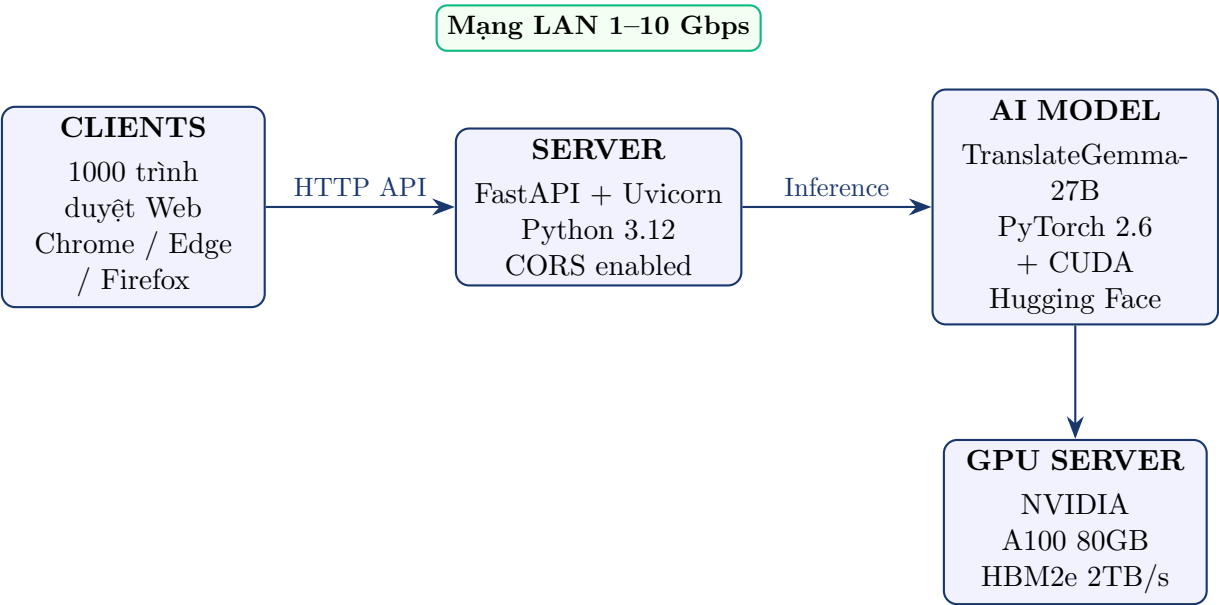 Mạng LAN 1–10 Gbps
CLIENTS
1000 trình
duyệt Web
Chrome / Edge
/ Firefox
HTTP API
SERVER
FastAPI + Uvicorn
Python 3.12
CORS enabled
Inference
AI MODEL
TranslateGemma-
27B
PyTorch 2.6
+ CUDA
Hugging Face
GPU SERVER
NVIDIA
A100 80GB
HBM2e 2TB/s